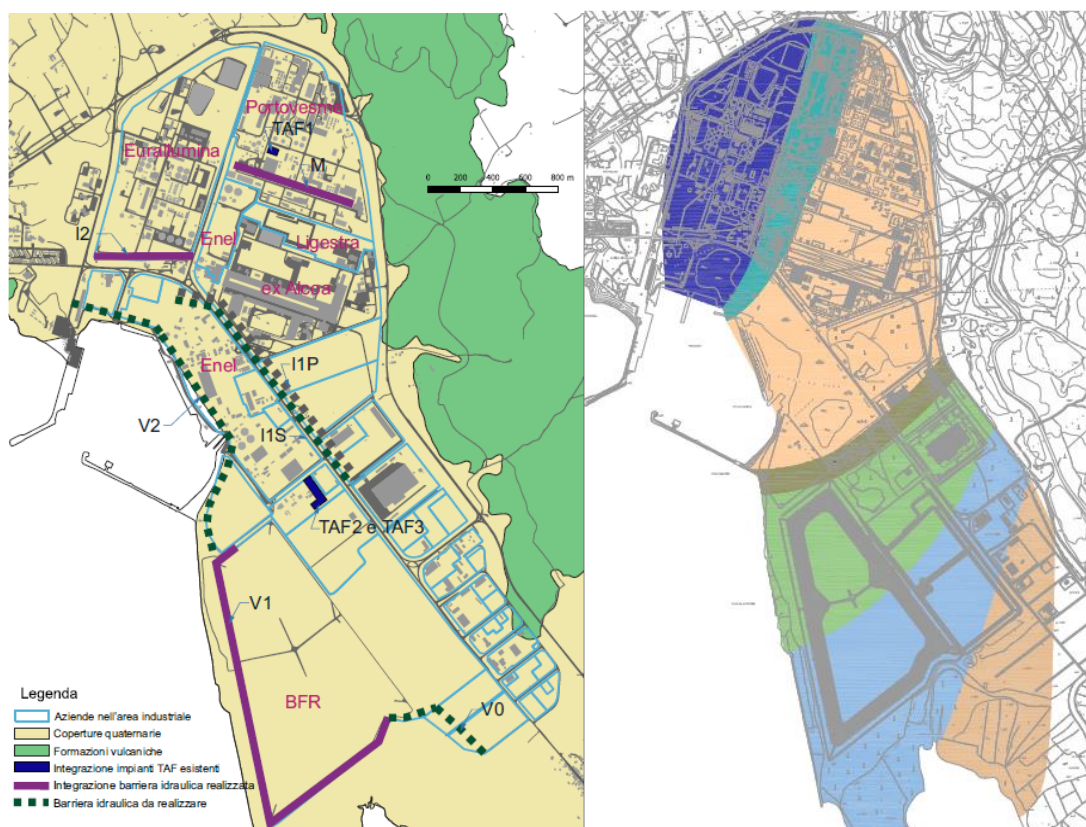 Portovesme
TAF1
Eurallumina
M
0 200 400 600 800 m
I2
Enel
Ligestra
ex Alcoa
Enel
I1P
V2
I1S
TAF2 e TAF3
V1
BFR
V0
Legenda
Aziende nell'area industriale
Coperture quaternarie
Formazioni vulcaniche
Integrazione impianti TAF esistenti
Integrazione barriera idraulica realizzata
Barriera idraulica da realizzare